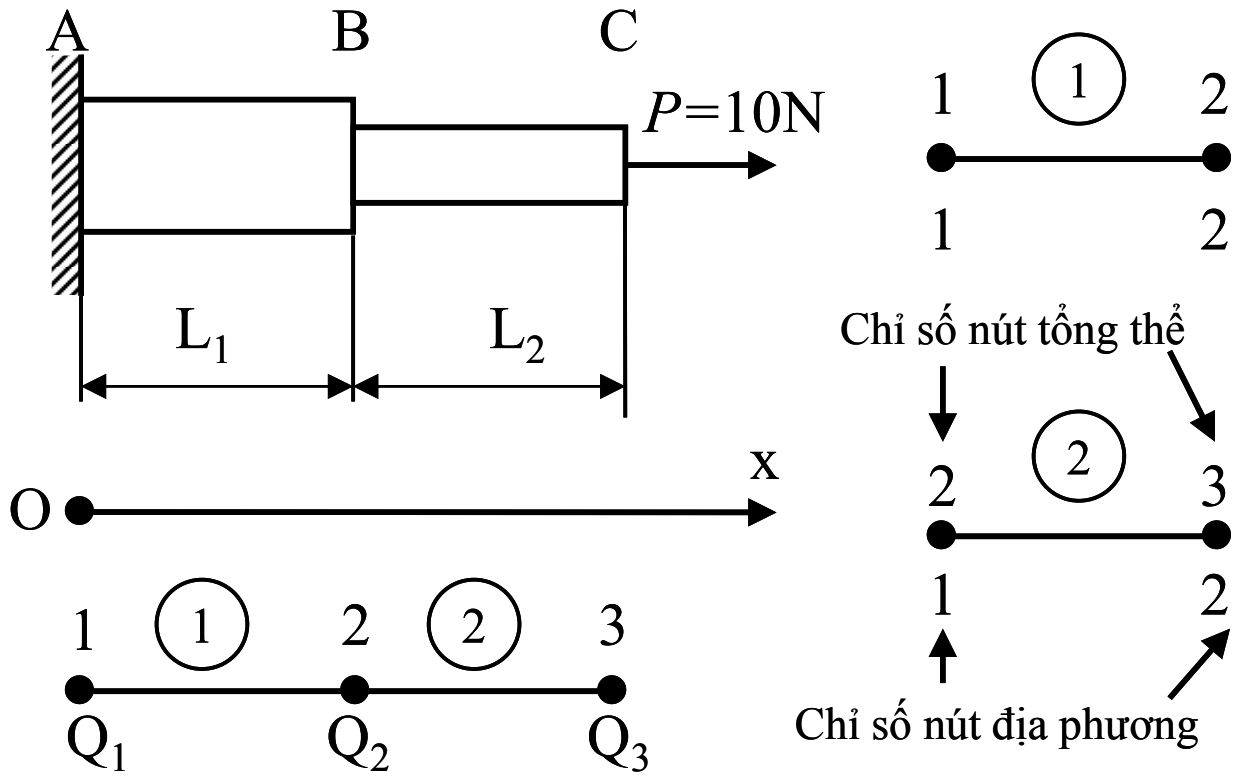 A B C
P=10N
L1 L2
O x
1 1 2 2 3
Q1 Q2 Q3
1 1 2
1 2
Chỉ số nút tổng thể
2 2 3
1 2
Chỉ số nút địa phương